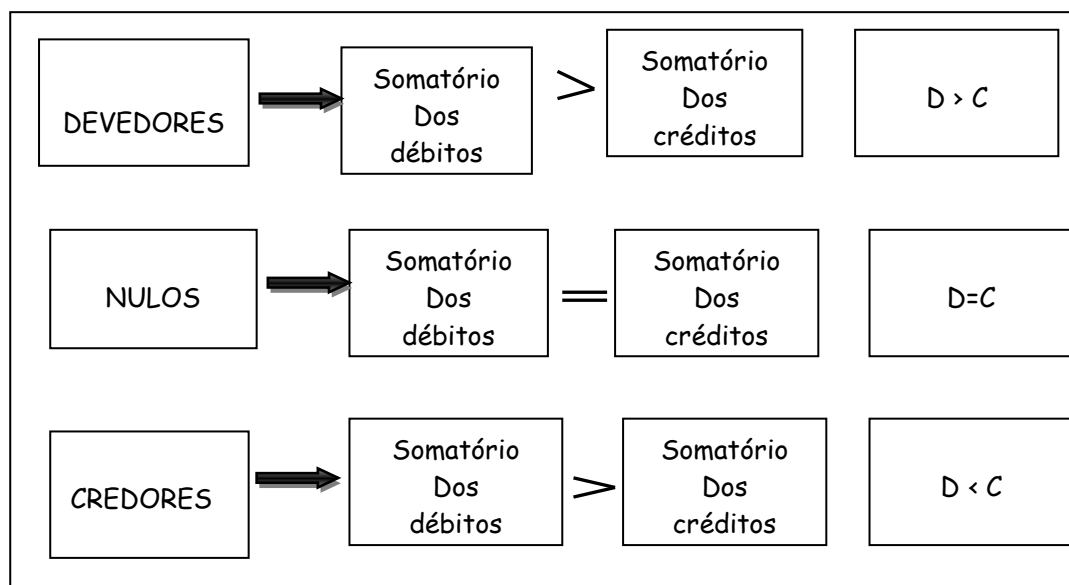 DEVEDORES
Somatório
Dos
débitos
>
Somatório
Dos
créditos
D > C
NULOS
Somatório
Dos
débitos
=
Somatório
Dos
créditos
D=C
CREDORES
Somatório
Dos
débitos
>
Somatório
Dos
créditos
D < C